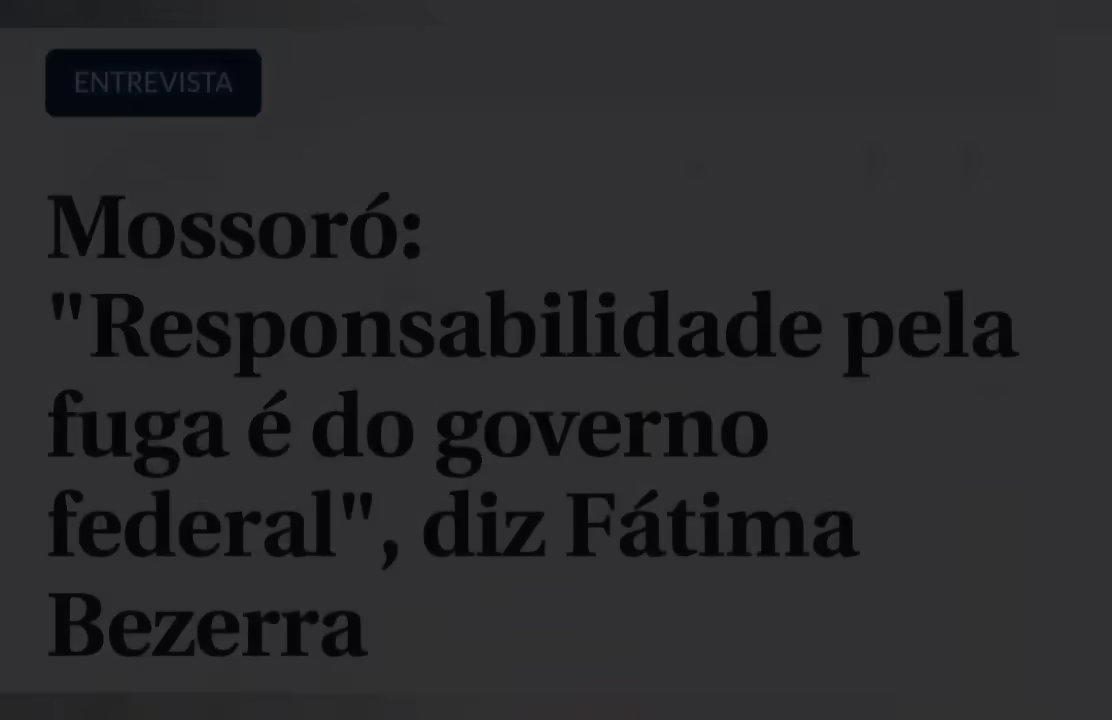 ENTREVISTA
Mossoró:
"Responsabilidade pela
fuga é do governo
federal", diz Fátima
Bezerra